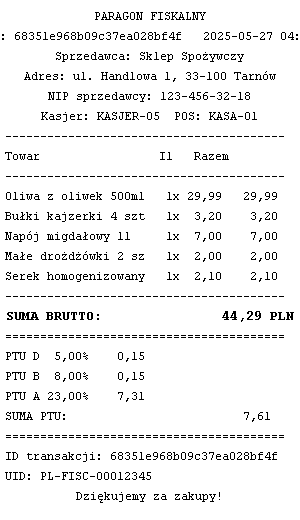 PARAGON FISKALNY
: 68351e968b09c37ea028bf4f 2025-05-27 04:
Sprzedawca: Sklep Spożywczy
Adres: ul. Handlowa 1, 33-100 Tarnów
NIP sprzedawcy: 123-456-32-18
Kasjer: KASJER-05 POS: KASA-01
----------------------------------------
Towar Il Razem
----------------------------------------
Oliwa z oliwek 500ml 1x 29,99 29,99
Bułki kajzerki 4 szt 1x 3,20 3,20
Napój migdałowy 1l 1x 7,00 7,00
Małe drożdżówki 2 sz 1x 2,00 2,00
Serek homogenizowany 1x 2,10 2,10
----------------------------------------
SUMA BRUTTO: 44,29 PLN
========================================
PTU D 5,00% 0,15
PTU B 8,00% 0,15
PTU A 23,00% 7,31
SUMA PTU: 7,61
========================================
ID transakcji: 68351e968b09c37ea028bf4f
UID: PL-FISC-00012345
Dziękujemy za zakupy!